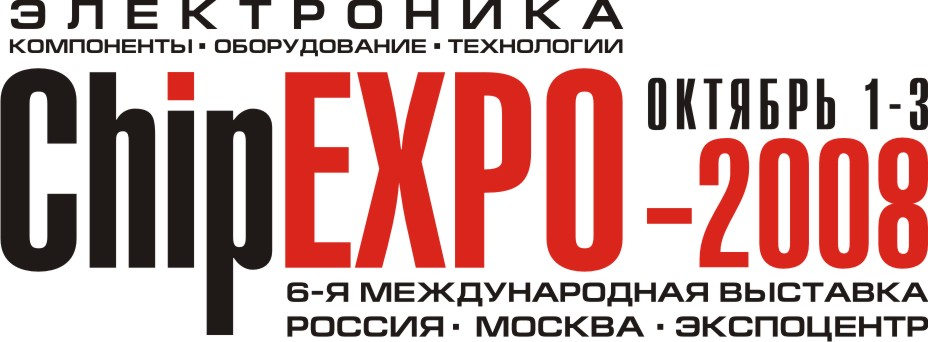 ЭЛЕКТРОНИКА
КОМПОНЕНТЫ · ОБОРУДОВАНИЕ · ТЕХНОЛОГИИ
ChipEXPO-2008
ОКТЯБРЬ 1-3
6-Я МЕЖДУНАРОДНАЯ ВЫСТАВКА
РОССИЯ · МОСКВА · ЭКСПОЦЕНТР